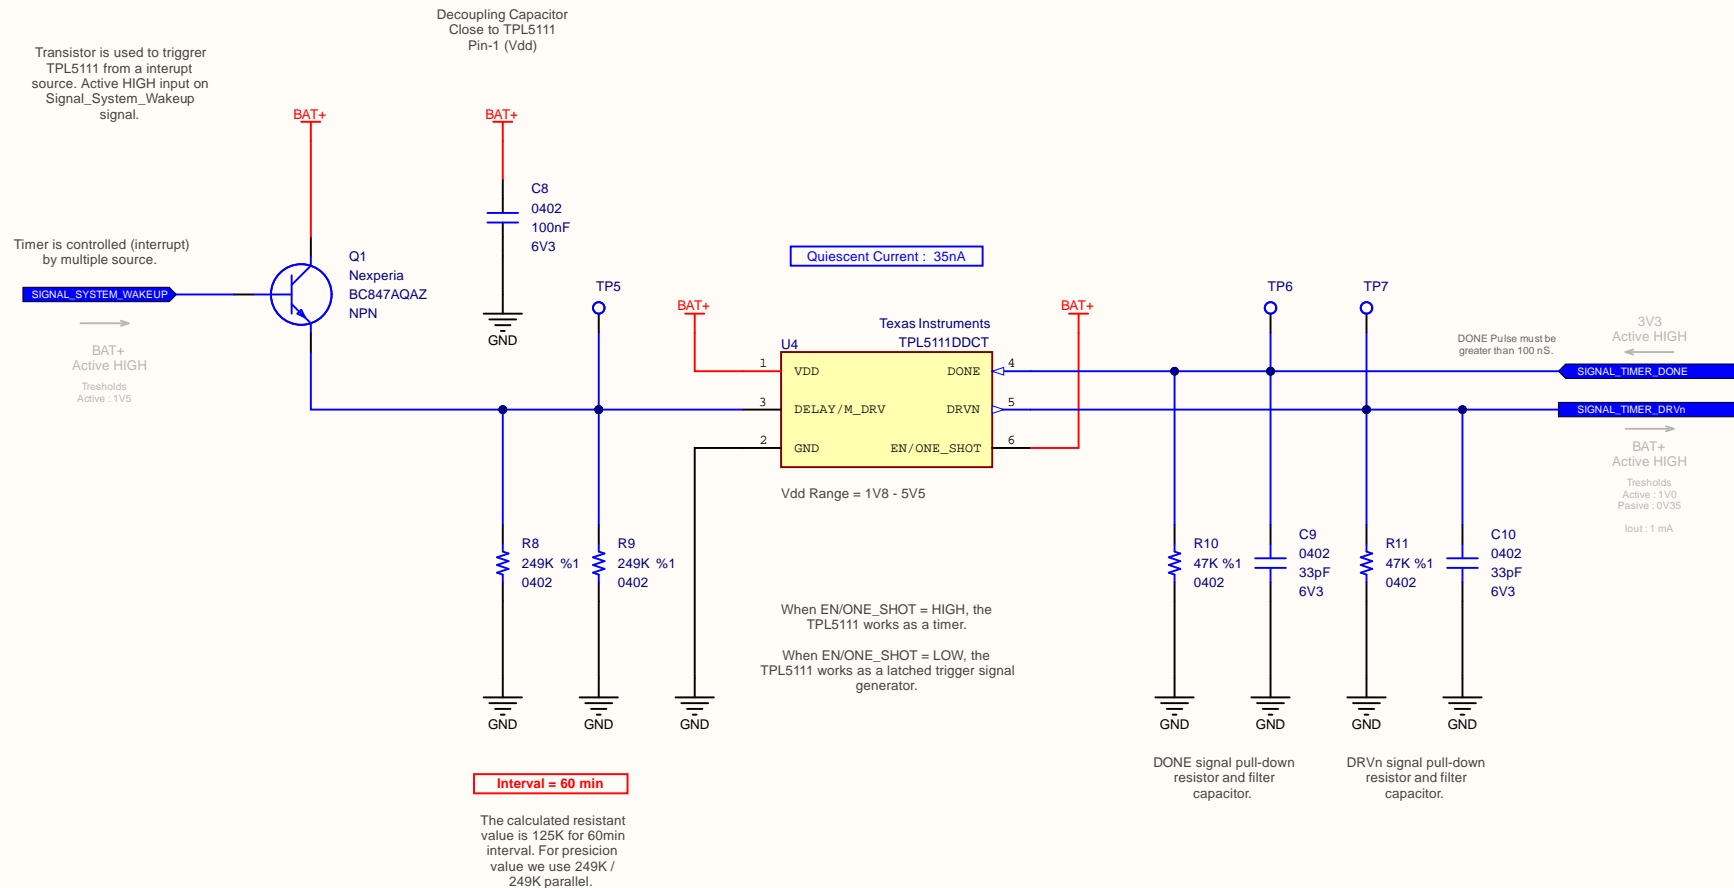 Decoupling Capacitor
Close to TPL5111
Pin-1 (Vdd)
Transistor is used to triggrer
TPL5111 from a interupt
source. Active HIGH input on
Signal_System_Wakeup
signal.
BAT+
BAT+
C8
0402
100nF
6V3
GND
Timer is controlled (interrupt)
by multiple source.
SIGNAL_SYSTEM_WAKEUP
BAT+
Active HIGH
Tresholds
Active : 1V5
Q1
Nexperia
BC847AQAZ
NPN
Quiescent Current : 35nA
TP5
BAT+
BAT+
Texas Instruments
TPL5111DDCT
U4
1
VDD
DONE
4
3
DELAY/M_DRV
DRVN
5
2
GND
EN/ONE_SHOT
6
Vdd Range = 1V8 - 5V5
TP6
TP7
DONE Pulse must be
greater than 100 nS.
3V3
Active HIGH
SIGNAL_TIMER_DONE
SIGNAL_TIMER_DRVn
BAT+
Active HIGH
Tresholds
Active : 1V0
Pasive : 0V35
Iout : 1 mA
R8
249K %1
0402
R9
249K %1
0402
R10
47K %1
0402
C9
0402
33pF
6V3
R11
47K %1
0402
C10
0402
33pF
6V3
When EN/ONE_SHOT = HIGH, the
TPL5111 works as a timer.
When EN/ONE_SHOT = LOW, the
TPL5111 works as a latched trigger signal
generator.
GND
GND
GND
GND
GND
GND
GND
Interval = 60 min
The calculated resistant
value is 125K for 60min
interval. For presicion
value we use 249K /
249K parallel.
DONE signal pull-down
resistor and filter
capacitor.
DRVn signal pull-down
resistor and filter
capacitor.